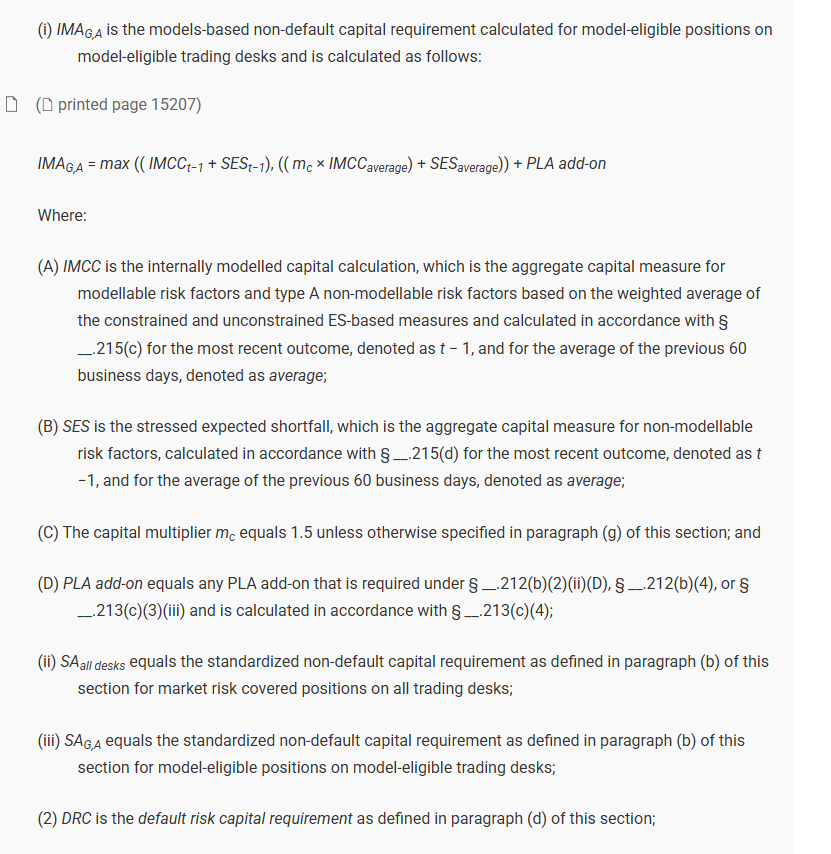 (i) IMAG,A is the models-based non-default capital requirement calculated for model-eligible positions on
model-eligible trading desks and is calculated as follows:
( printed page 15207)
IMAG,A = max (( IMCCt−1 + SESt−1), (( mc × IMCCaverage) + SESaverage)) + PLA add-on
Where:
(A) IMCC is the internally modelled capital calculation, which is the aggregate capital measure for
modellable risk factors and type A non-modellable risk factors based on the weighted average of
the constrained and unconstrained ES-based measures and calculated in accordance with §
__.215(c) for the most recent outcome, denoted as t − 1, and for the average of the previous 60
business days, denoted as average;
(B) SES is the stressed expected shortfall, which is the aggregate capital measure for non-modellable
risk factors, calculated in accordance with § __.215(d) for the most recent outcome, denoted as t
−1, and for the average of the previous 60 business days, denoted as average;
(C) The capital multiplier mc equals 1.5 unless otherwise specified in paragraph (g) of this section; and
(D) PLA add-on equals any PLA add-on that is required under § __.212(b)(2)(ii)(D), § __.212(b)(4), or §
__.213(c)(3)(iii) and is calculated in accordance with § __.213(c)(4);
(ii) SAall desks equals the standardized non-default capital requirement as defined in paragraph (b) of this
section for market risk covered positions on all trading desks;
(iii) SAG,A equals the standardized non-default capital requirement as defined in paragraph (b) of this
section for model-eligible positions on model-eligible trading desks;
(2) DRC is the default risk capital requirement as defined in paragraph (d) of this section;